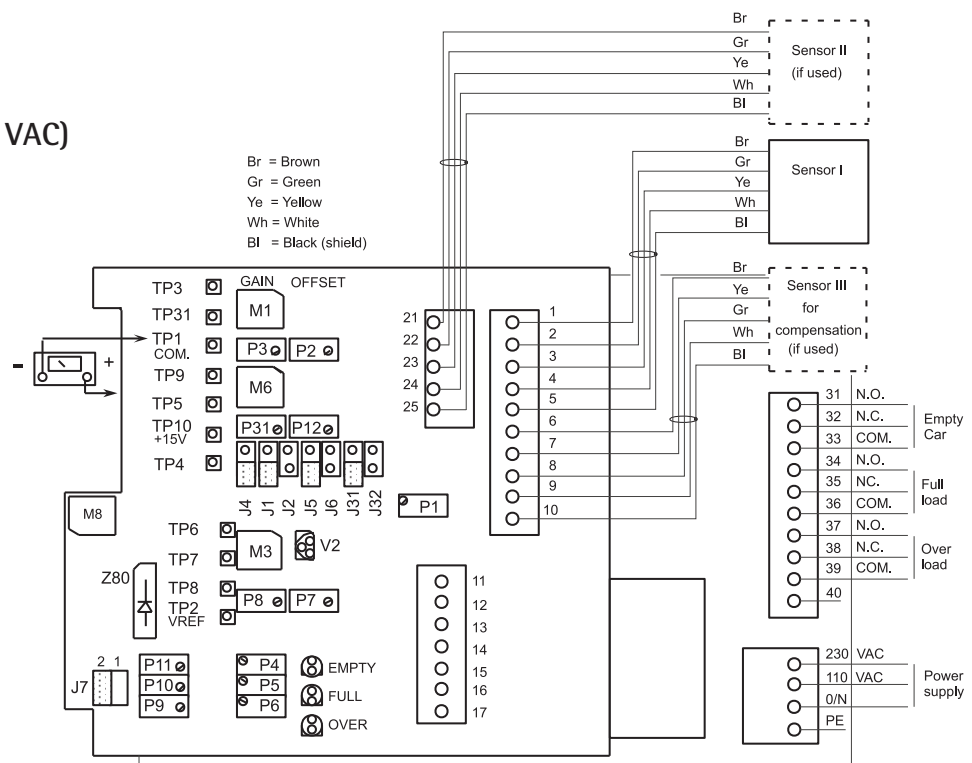 VAC)
Br = Brown
Gr = Green
Ye = Yellow
Wh = White
Bl = Black (shield)
Br
Gr
Ye
Wh
Bl
Sensor II
(if used)
Br
Gr
Ye
Wh
Bl
Sensor I
Br
Ye
Gr
Wh
Bl
Sensor III
for
compensation
(if used)
GAIN OFFSET
TP3
M1
TP31
TP1
COM.
- +
P3 P2
TP9
M6
TP5
TP10
+15V
P31 P12
TP4
J4 J1 J2 J5 J6 J31 J32
P1
21
22
23
24
25
1
2
3
4
5
6
7
8
9
10
31 N.O.
32 N.C.
33 COM.
Empty
Car
34 N.O.
35 NC.
36 COM.
Full
load
37 N.O.
38 N.C.
39 COM.
Over
load
40
M8
TP6
TP7
M3
V2
Z80
TP8
TP2
VREF
P8 P7
11
12
13
14
15
16
17
2 1
J7
P11
P10
P9
P4
P5
P6
EMPTY
FULL
OVER
230 VAC
110 VAC
0/N
PE
Power
supply